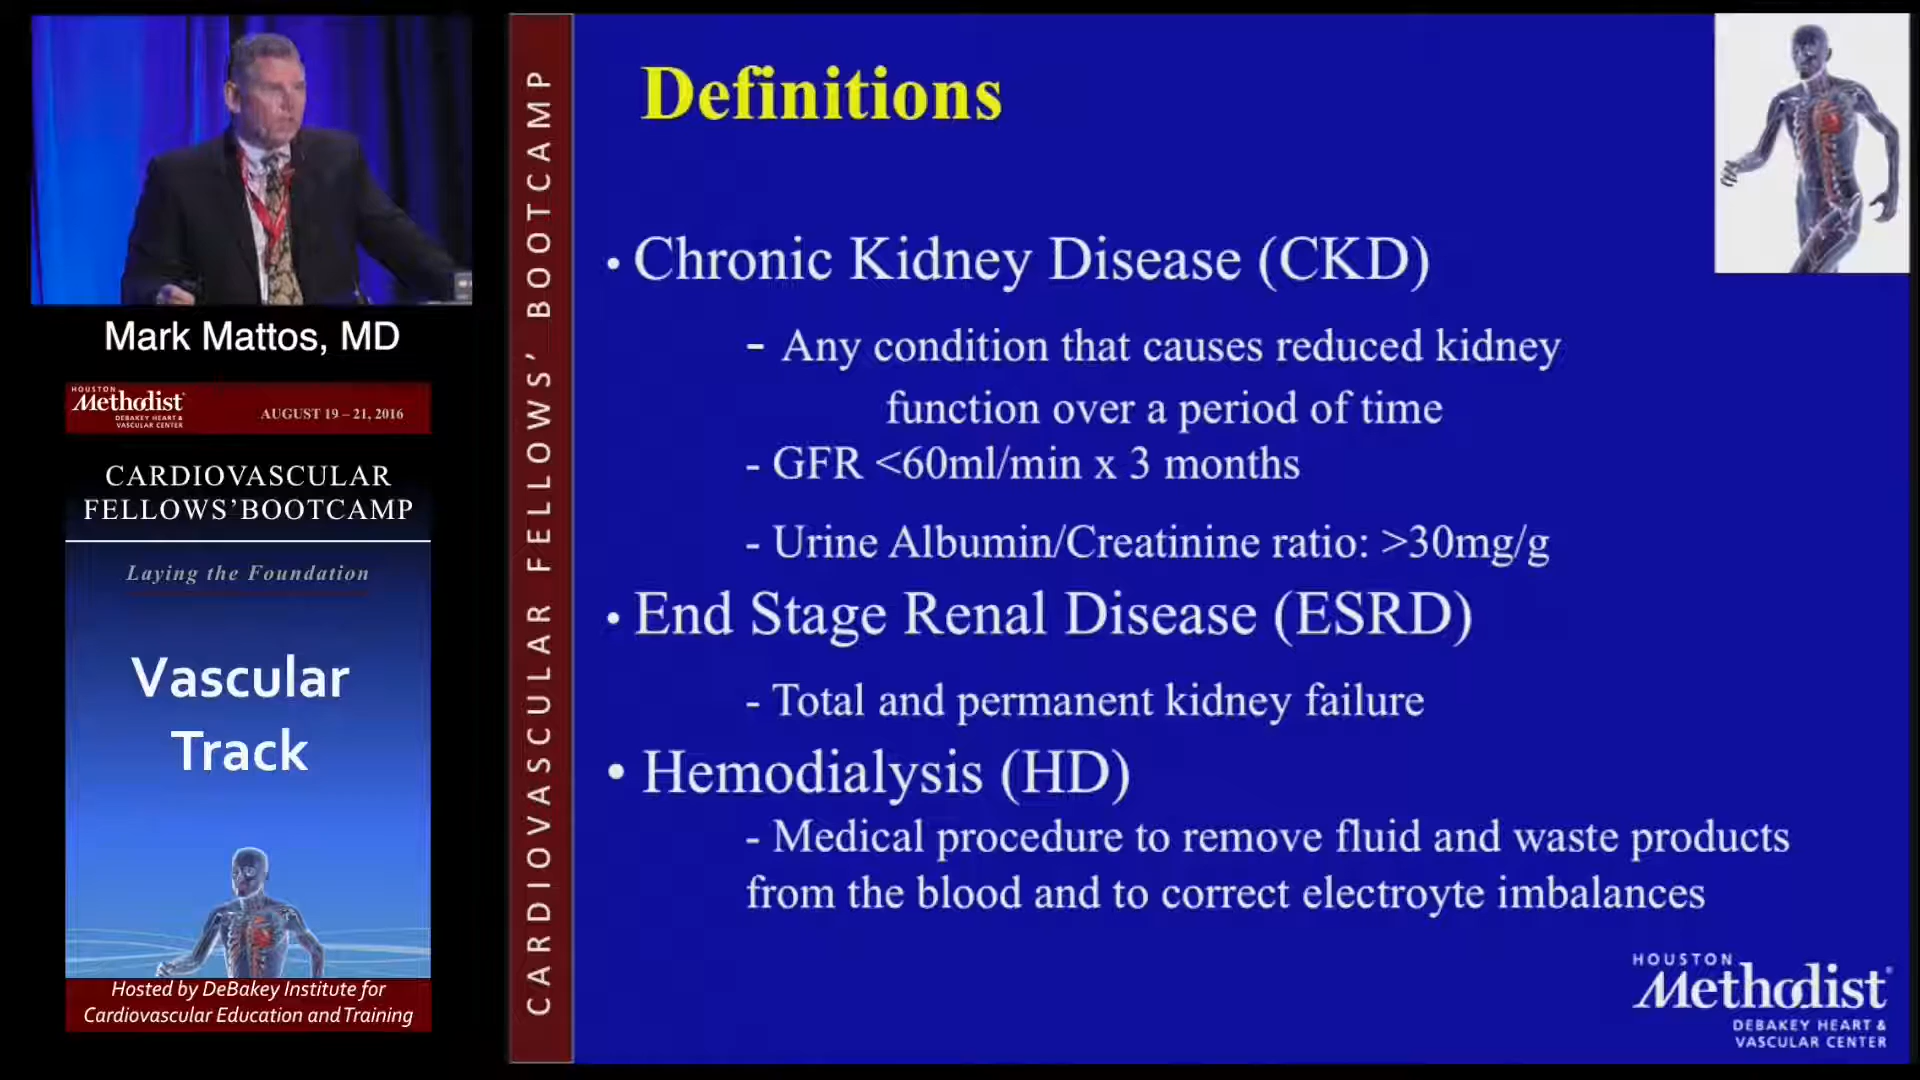 Mark Mattos, MD
HOUSTON
Methodist
DEBAKEY HEART &
VASCULAR CENTER
AUGUST 19 – 21, 2016
CARDIOVASCULAR
FELLOWS’BOOTCAMP
Laying the Foundation
Vascular
Track
Hosted by DeBakey Institute for
Cardiovascular Education and Training
CARDIOVASCULAR FELLOWS’ BOOTCAMP
Definitions
• Chronic Kidney Disease (CKD)
- Any condition that causes reduced kidney
function over a period of time
- GFR <60ml/min x 3 months
- Urine Albumin/Creatinine ratio: >30mg/g
• End Stage Renal Disease (ESRD)
- Total and permanent kidney failure
• Hemodialysis (HD)
- Medical procedure to remove fluid and waste products
from the blood and to correct electroyte imbalances
HOUSTON
Methodist
DEBAKEY HEART &
VASCULAR CENTER